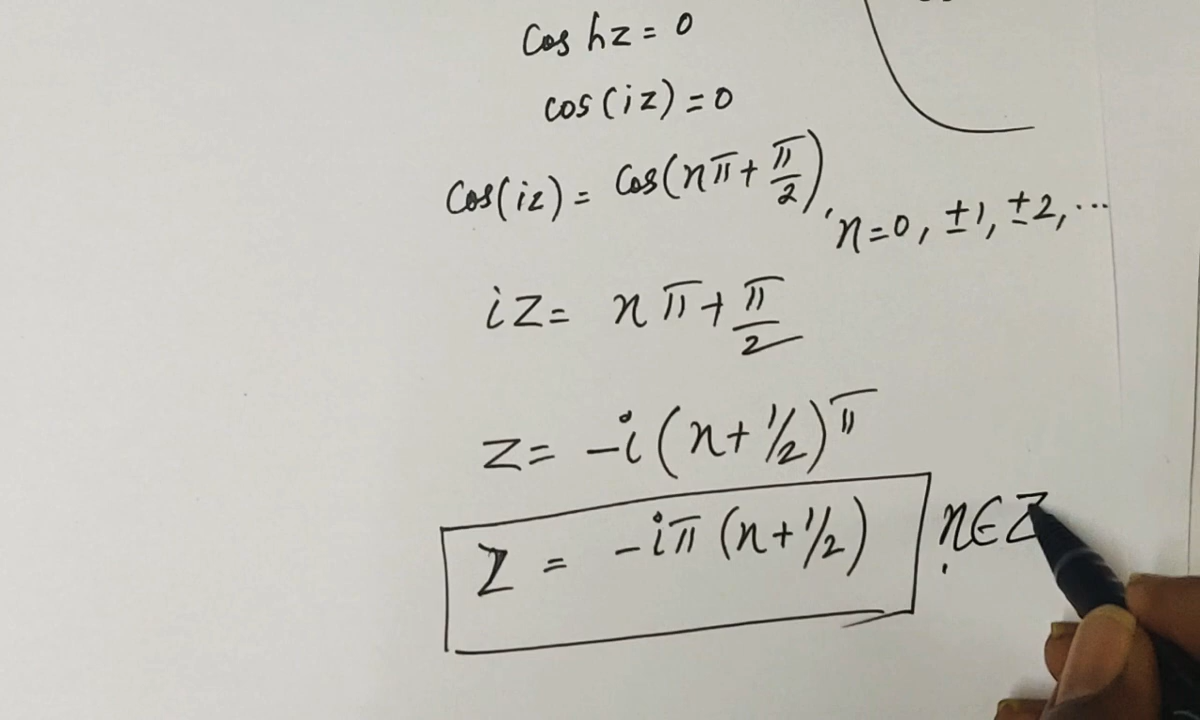 cos hz = 0
cos(iz) = 0
cos(iz) = cos(nπ + π/2), n=0, ±1, ±2, ...
iz = nπ + π/2
z = -i(n+1/2)π
z = -iπ(n+1/2) n∈Z